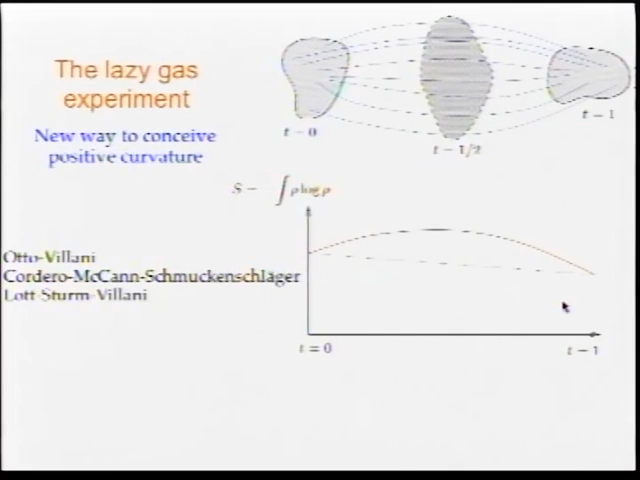 The lazy gas
experiment
New way to conceive
positive curvature
t = 0
t = 1/2
t = 1
S = - ∫ ρ log ρ
Otto-Villani
Cordero-McCann-Schmuckenschläger
Lott-Sturm-Villani
t = 0
t = 1